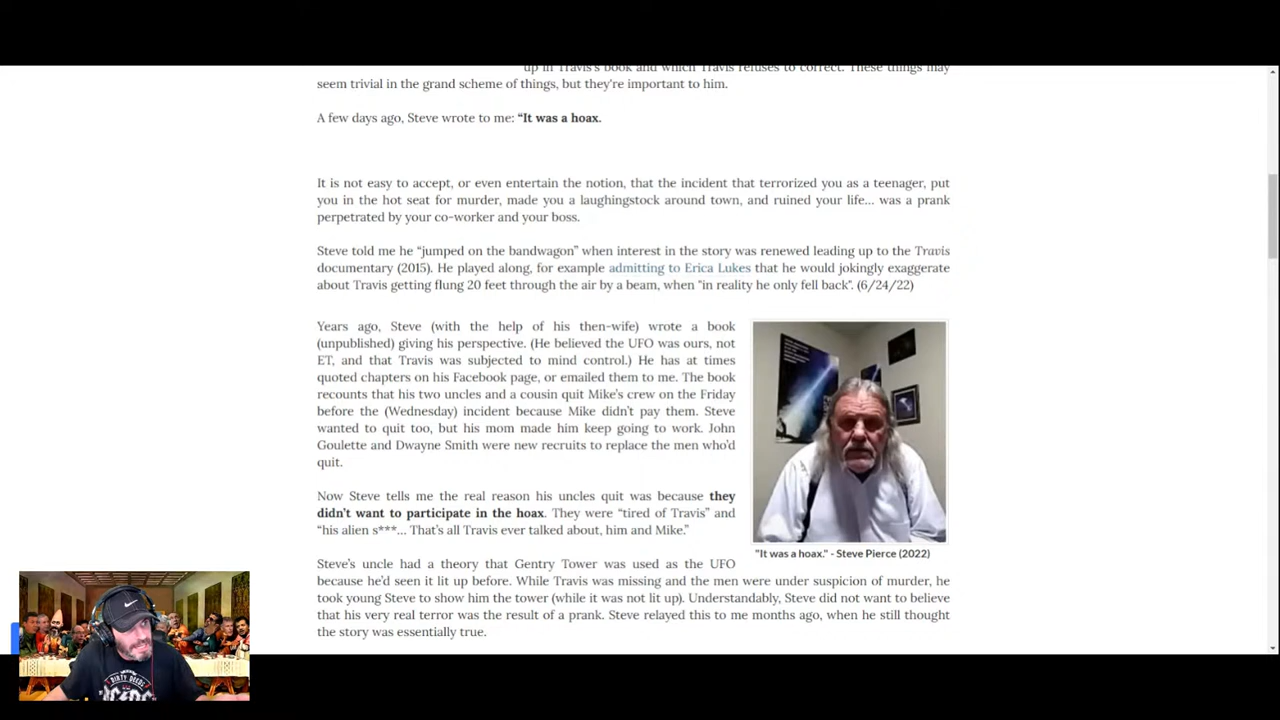 up in Travis's book and which Travis refuses to correct. These things may
seem trivial in the grand scheme of things, but they're important to him.
A few days ago, Steve wrote to me: “It was a hoax.
It is not easy to accept, or even entertain the notion, that the incident that terrorized you as a teenager, put
you in the hot seat for murder, made you a laughingstock around town, and ruined your life… was a prank
perpetrated by your co-worker and your boss.
Steve told me he “jumped on the bandwagon” when interest in the story was renewed leading up to the Travis
documentary (2015). He played along, for example admitting to Erica Lukes that he would jokingly exaggerate
about Travis getting flung 20 feet through the air by a beam, when "in reality he only fell back". (6/24/22)
Years ago, Steve (with the help of his then-wife) wrote a book
(unpublished) giving his perspective. (He believed the UFO was ours, not
ET, and that Travis was subjected to mind control.) He has at times
quoted chapters on his Facebook page, or emailed them to me. The book
recounts that his two uncles and a cousin quit Mike’s crew on the Friday
before the (Wednesday) incident because Mike didn’t pay them. Steve
wanted to quit too, but his mom made him keep going to work. John
Goulette and Dwayne Smith were new recruits to replace the men who’d
quit.
Now Steve tells me the real reason his uncles quit was because they
didn’t want to participate in the hoax. They were “tired of Travis” and
“his alien s***… That’s all Travis ever talked about, him and Mike.”
"It was a hoax." - Steve Pierce (2022)
Steve’s uncle had a theory that Gentry Tower was used as the UFO
because he’d seen it lit up before. While Travis was missing and the men were under suspicion of murder, he
took young Steve to show him the tower (while it was not lit up). Understandably, Steve did not want to believe
that his very real terror was the result of a prank. Steve relayed this to me months ago, when he still thought
the story was essentially true.
DIRTY DEEDS